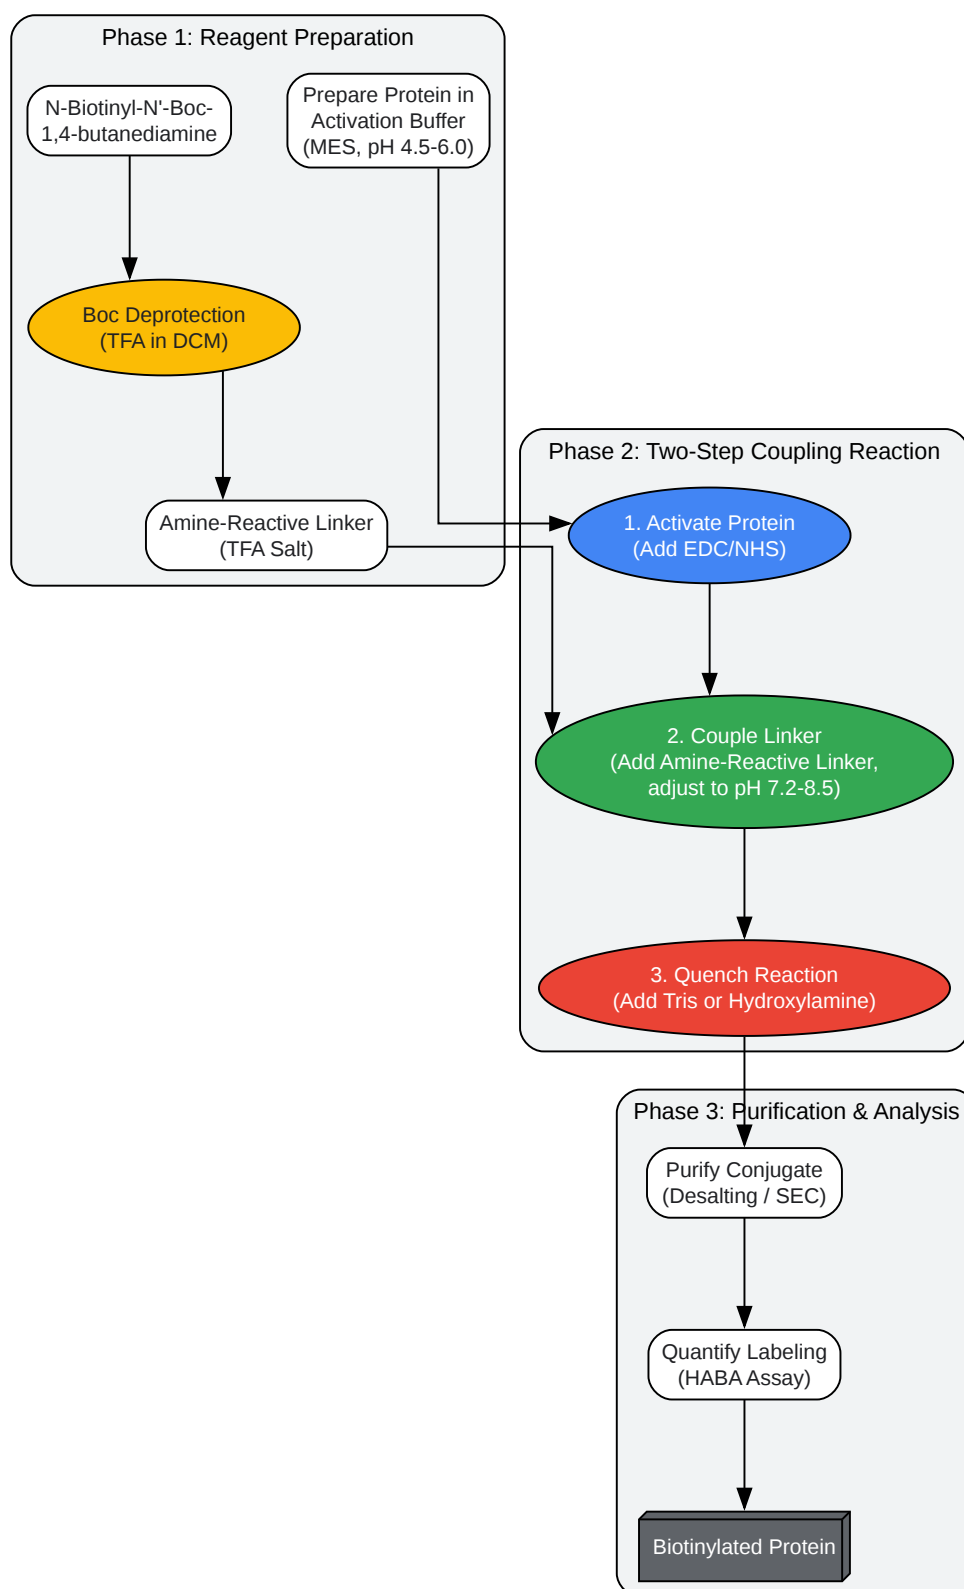 Phase 1: Reagent Preparation
N-Biotinyl-N'-Boc-
1,4-butanediamine
Prepare Protein in
Activation Buffer
(MES, pH 4.5-6.0)
Boc Deprotection
(TFA in DCM)
Amine-Reactive Linker
(TFA Salt)
Phase 2: Two-Step Coupling Reaction
1. Activate Protein
(Add EDC/NHS)
2. Couple Linker
(Add Amine-Reactive Linker,
adjust to pH 7.2-8.5)
3. Quench Reaction
(Add Tris or Hydroxylamine)
Phase 3: Purification & Analysis
Purify Conjugate
(Desalting / SEC)
Quantify Labeling
(HABA Assay)
Biotinylated Protein